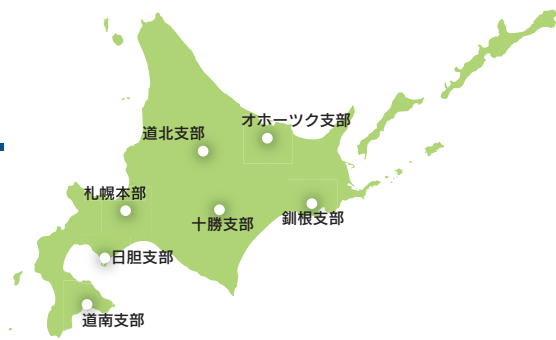 オホーツク支部
道北支部
札幌本部
十勝支部
釧根支部
日胆支部
道南支部